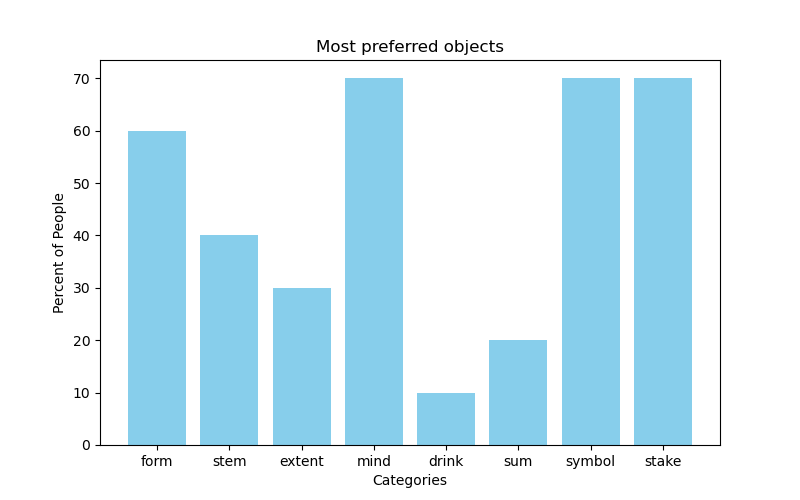 Most preferred objects
Percent of People
70
60
50
40
30
20
10
0
form stem extent mind drink sum symbol stake
Categories